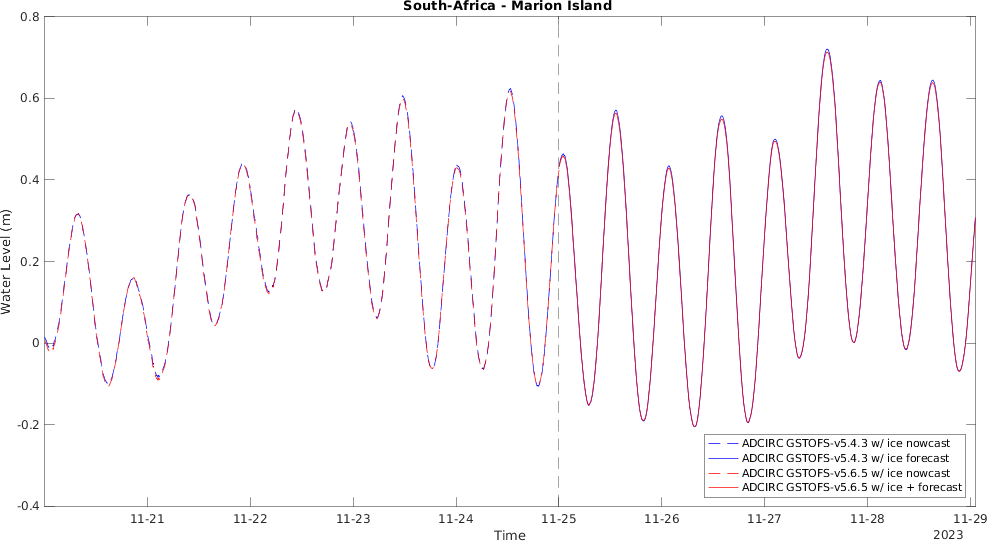 South-Africa - Marion Island
Water Level (m)
0.8
0.6
0.4
0.2
0
-0.2
-0.4
11-21
11-22
11-23
11-24
11-25
11-26
11-27
11-28
11-29
Time
2023
ADCIRC GSTOFS-v5.4.3 w/ ice nowcast
ADCIRC GSTOFS-v5.4.3 w/ ice forecast
ADCIRC GSTOFS-v5.6.5 w/ ice nowcast
ADCIRC GSTOFS-v5.6.5 w/ ice + forecast